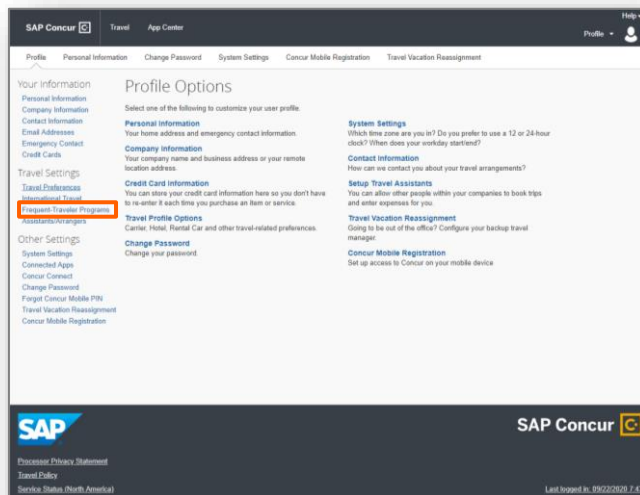 Help
SAP Concur C Travel App Center
Profile
Profile Personal Information Change Password System Settings Concur Mobile Registration Travel Vacation Reassignment
Your Information
Personal Information
Company Information
Contact Information
Email Addresses
Emergency Contact
Credit Cards
Travel Settings
Travel Preferences
International Travel
Frequent-Traveler Programs
Assistants/Arrangers
Other Settings
System Settings
Connected Apps
Concur Connect
Change Password
Forgot Concur Mobile PIN
Travel Vacation Reassignment
Concur Mobile Registration
Profile Options
Select one of the following to customize your user profile.
Personal Information
Your home address and emergency contact information.
Company Information
Your company name and business address or your remote
location address.
Credit Card Information
You can store your credit card information here so you don't have
to re-enter it each time you purchase an item or service.
Travel Profile Options
Carrier, Hotel, Rental Car and other travel-related preferences.
Change Password
Change your password.
System Settings
Which time zone are you in? Do you prefer to use a 12 or 24-hour
clock? When does your workday start/end?
Contact Information
How can we contact you about your travel arrangements?
Setup Travel Assistants
You can allow other people within your companies to book trips
and enter expenses for you.
Travel Vacation Reassignment
Going to be out of the office? Configure your backup travel
manager.
Concur Mobile Registration
Set up access to Concur on your mobile device
SAP
SAP Concur C
Processor Privacy Statement
Travel Policy
Service Status (North America)
Last logged in: 09/22/2020 7:4